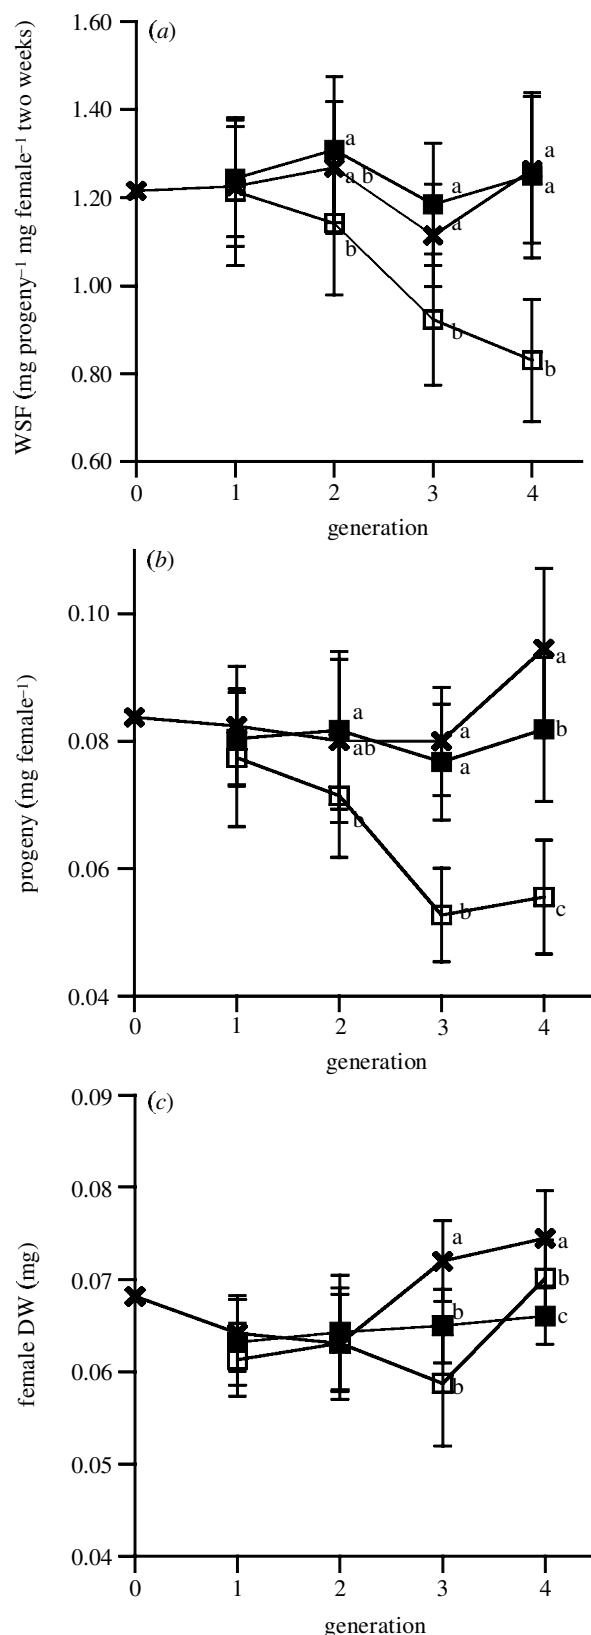 (a)
WSF (mg progeny⁻¹ mg female⁻¹ two weeks)
1.60
1.40
1.20
1.00
0.80
0.60
a
a b
b
a
a
b
a
a
b
0 1 2 3 4
generation
(b)
progeny (mg female⁻¹)
0.10
0.08
0.06
0.04
a
ab
b
a
a
b
a
b
c
0 1 2 3 4
generation
(c)
female DW (mg)
0.09
0.08
0.07
0.06
0.05
0.04
a
b
b
a
b
c
0 1 2 3 4
generation